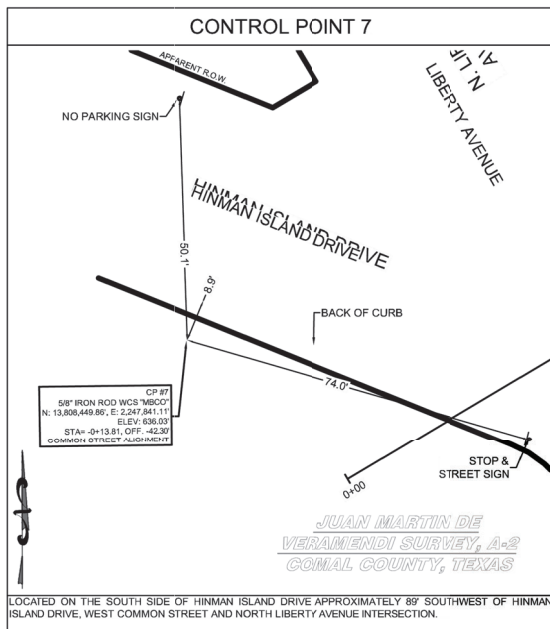 CONTROL POINT 7
APPARENT R.O.W.
NO PARKING SIGN
LIBERTY AVENUE
HINMAN ISLAND DRIVE
HINMAN ISLAND DRIVE
50.1'
8.9'
BACK OF CURB
74.0'
CP #7
5/8" IRON ROD WCS "MBCO"
N: 13,808,449.86', E: 2,247,841.11'
ELEV: 636.03'
STA= -0+13.81, OFF. -42.30'
COMMON STREET ALIGNMENT
STOP &
STREET SIGN
0+00
JUAN MARTIN DE
VERAMENDI SURVEY, A-2
COMAL COUNTY, TEXAS
LOCATED ON THE SOUTH SIDE OF HINMAN ISLAND DRIVE APPROXIMATELY 89' SOUTHWEST OF HINMAN
ISLAND DRIVE, WEST COMMON STREET AND NORTH LIBERTY AVENUE INTERSECTION.